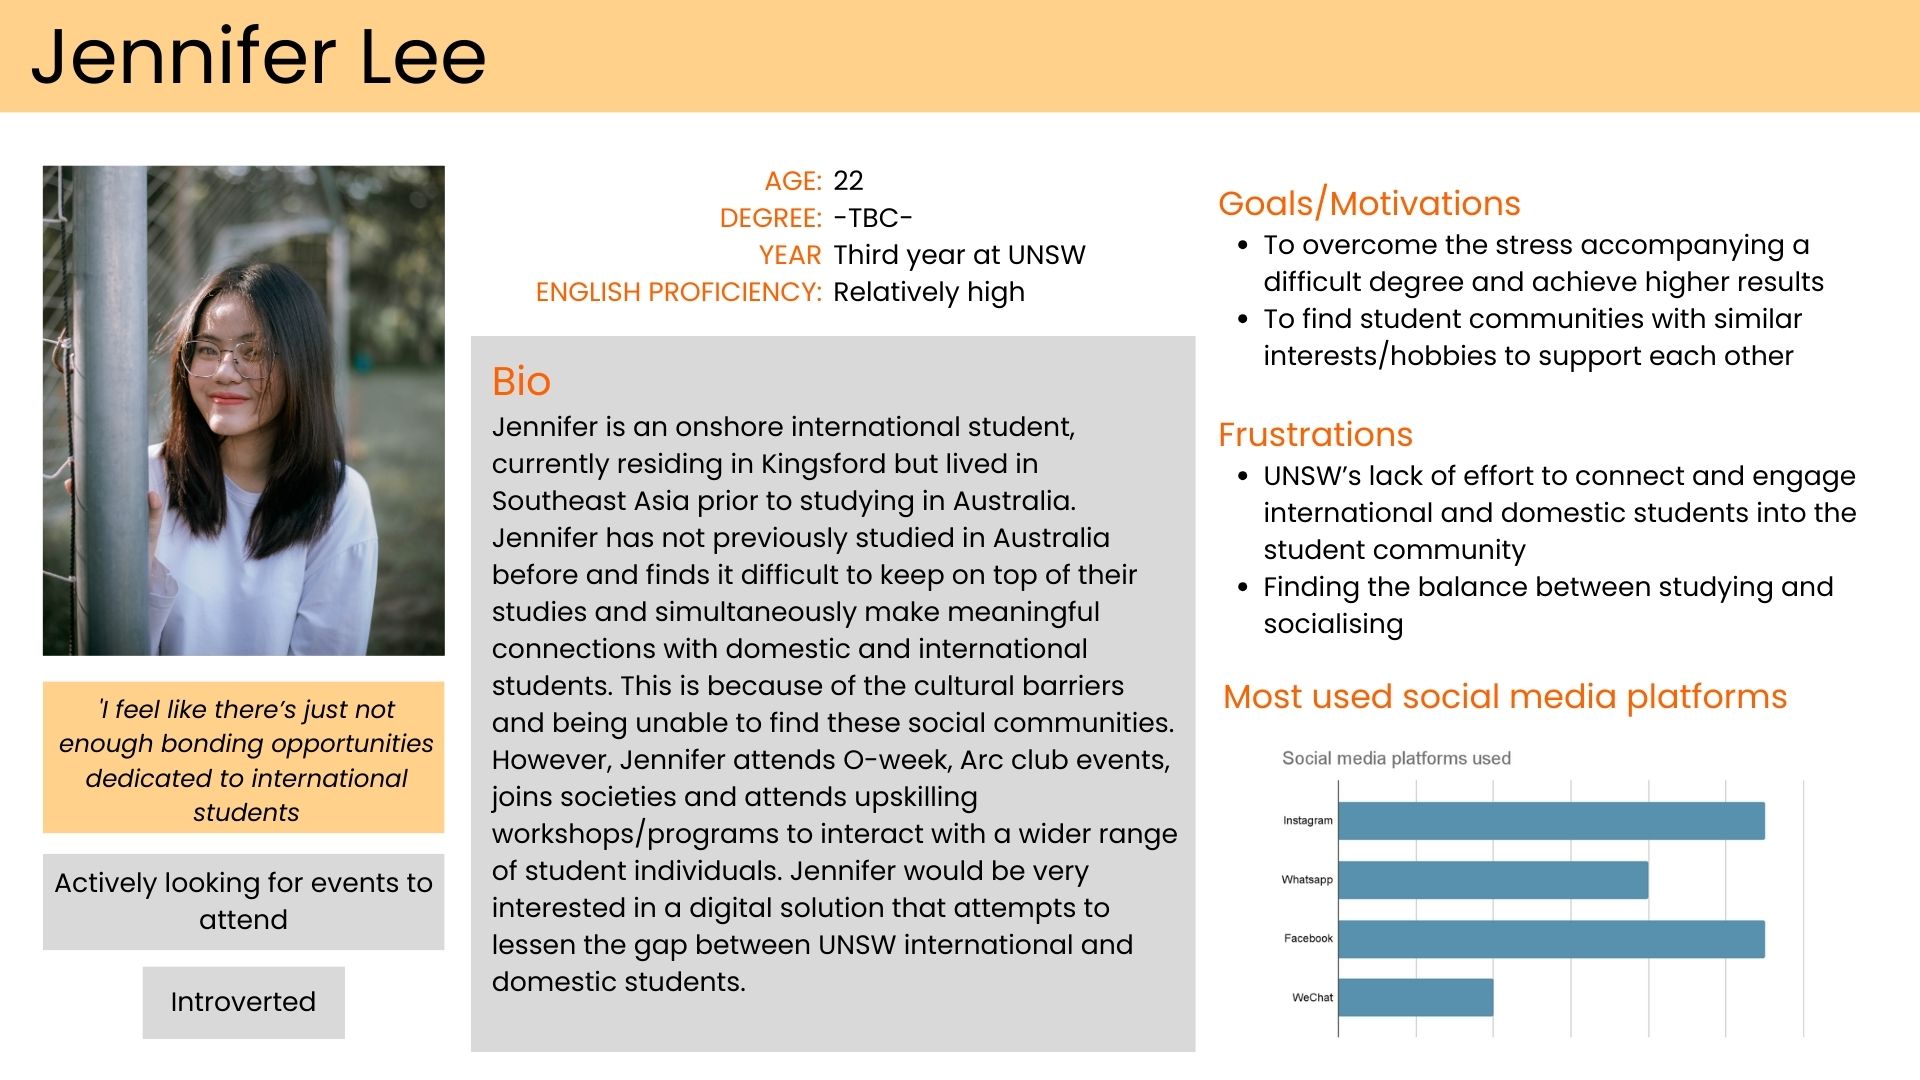 Jennifer Lee
'I feel like there’s just not
enough bonding opportunities
dedicated to international
students
Actively looking for events to
attend
Introverted
AGE: 22
DEGREE: -TBC-
YEAR Third year at UNSW
ENGLISH PROFICIENCY: Relatively high
Bio
Jennifer is an onshore international student,
currently residing in Kingsford but lived in
Southeast Asia prior to studying in Australia.
Jennifer has not previously studied in Australia
before and finds it difficult to keep on top of their
studies and simultaneously make meaningful
connections with domestic and international
students. This is because of the cultural barriers
and being unable to find these social communities.
However, Jennifer attends O-week, Arc club events,
joins societies and attends upskilling
workshops/programs to interact with a wider range
of student individuals. Jennifer would be very
interested in a digital solution that attempts to
lessen the gap between UNSW international and
domestic students.
Goals/Motivations
• To overcome the stress accompanying a
difficult degree and achieve higher results
• To find student communities with similar
interests/hobbies to support each other
Frustrations
• UNSW’s lack of effort to connect and engage
international and domestic students into the
student community
• Finding the balance between studying and
socialising
Most used social media platforms
Social media platforms used
Instagram
Whatsapp
Facebook
WeChat